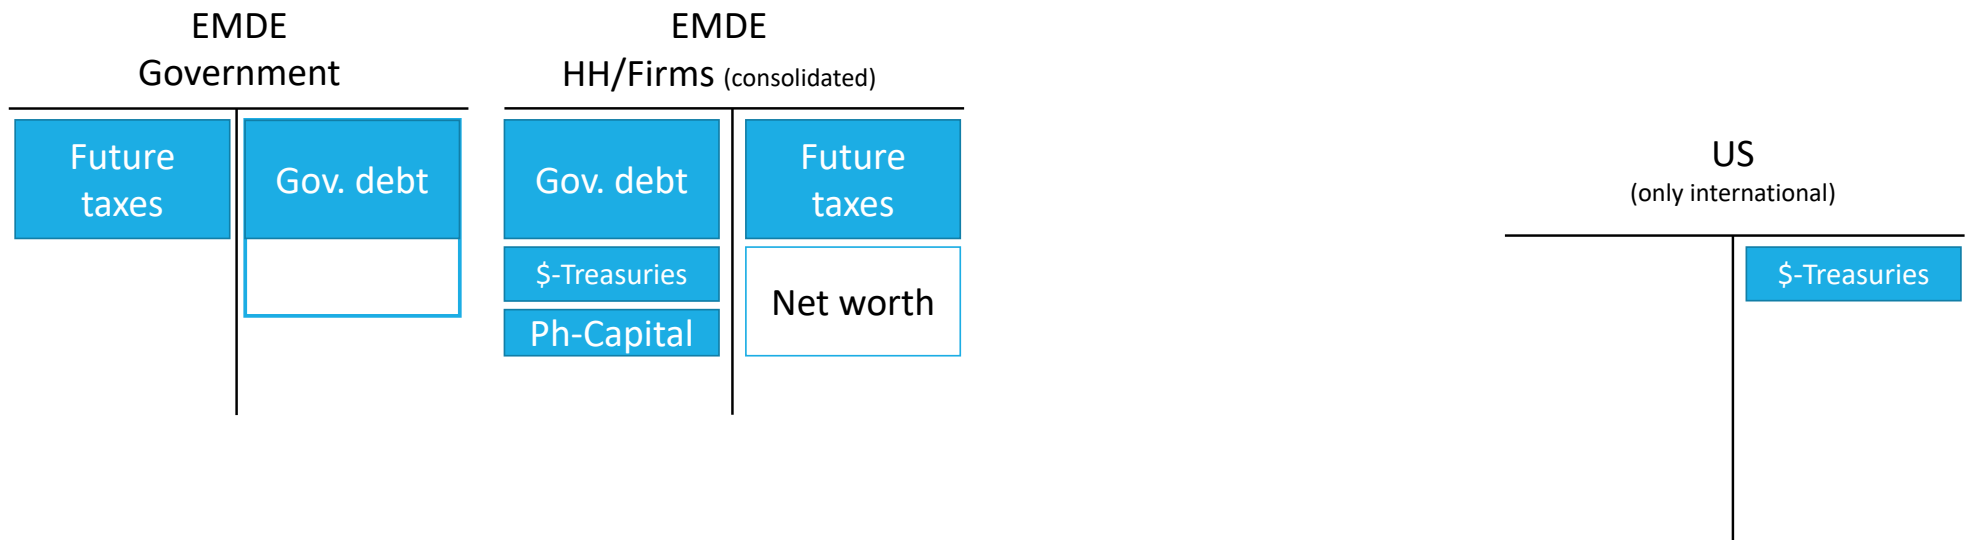 EMDE
Government
Future
taxes
Gov. debt
EMDE
HH/Firms (consolidated)
Gov. debt
$-Treasuries
Ph-Capital
Future
taxes
Net worth
US
(only international)
$-Treasuries